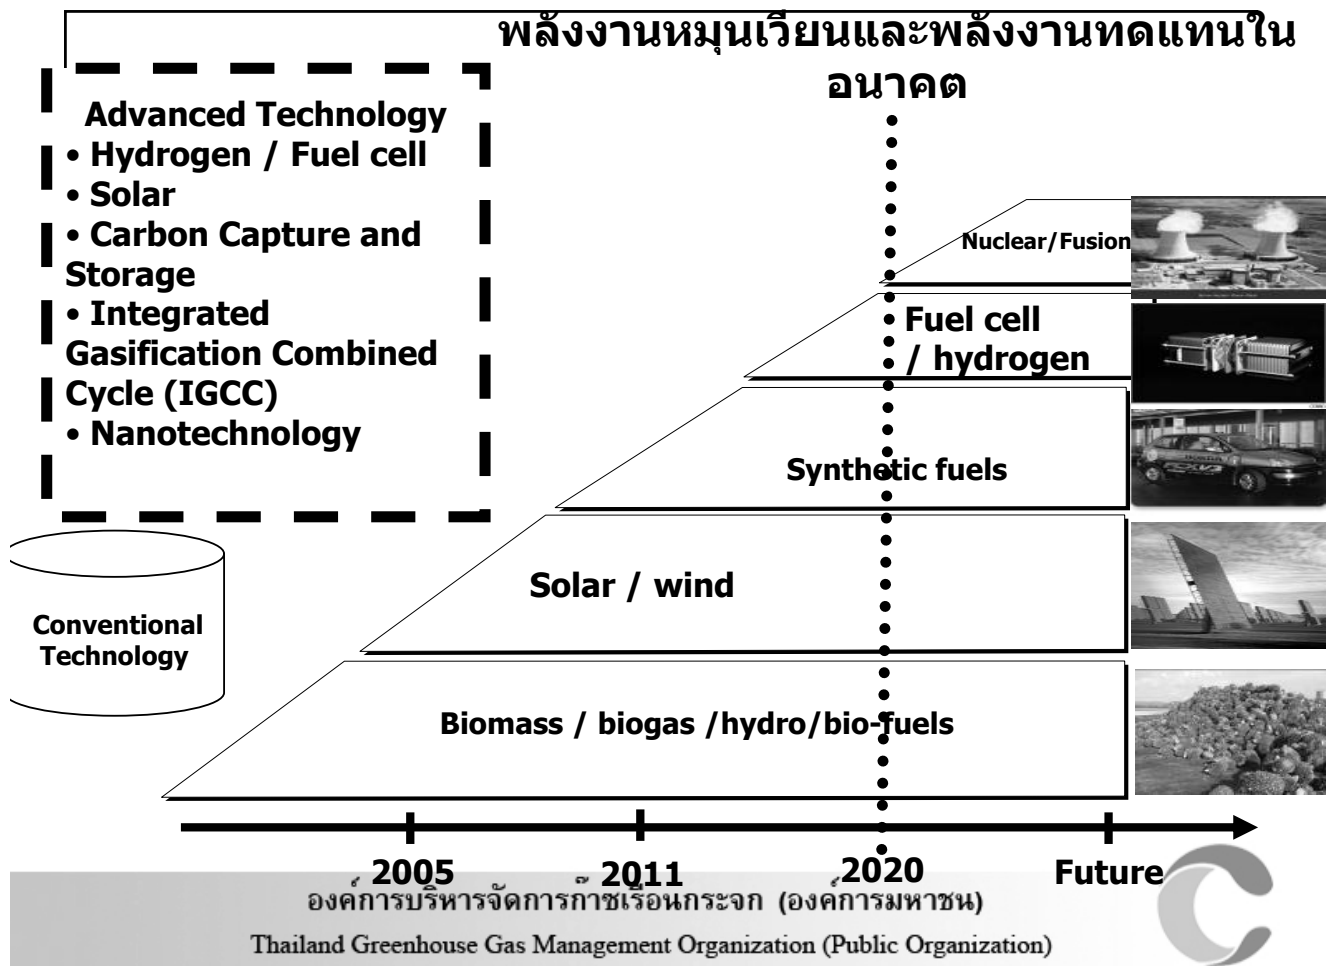 พลังงานหมุนเวียนและพลังงานทดแทนใน
อนาคต
Advanced Technology
• Hydrogen / Fuel cell
• Solar
• Carbon Capture and
Storage
• Integrated
Gasification Combined
Cycle (IGCC)
• Nanotechnology
Nuclear/Fusion
Fuel cell
/ hydrogen
Synthetic fuels
Solar / wind
Conventional
Technology
Biomass / biogas /hydro/bio-fuels
2005
2011
2020
Future
องค์การบริหารจัดการก๊าซเรือนกระจก (องค์การมหาชน)
Thailand Greenhouse Gas Management Organization (Public Organization)